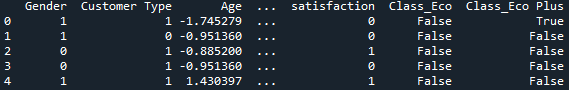 Gender Customer Type Age ... satisfaction Class_Eco Class_Eco Plus
0 1 1 -1.745279 ... 0 False True
1 1 0 -0.951360 ... 0 False False
2 0 1 -0.885200 ... 1 False False
3 0 1 -0.951360 ... 0 False False
4 1 1 1.430397 ... 1 False False